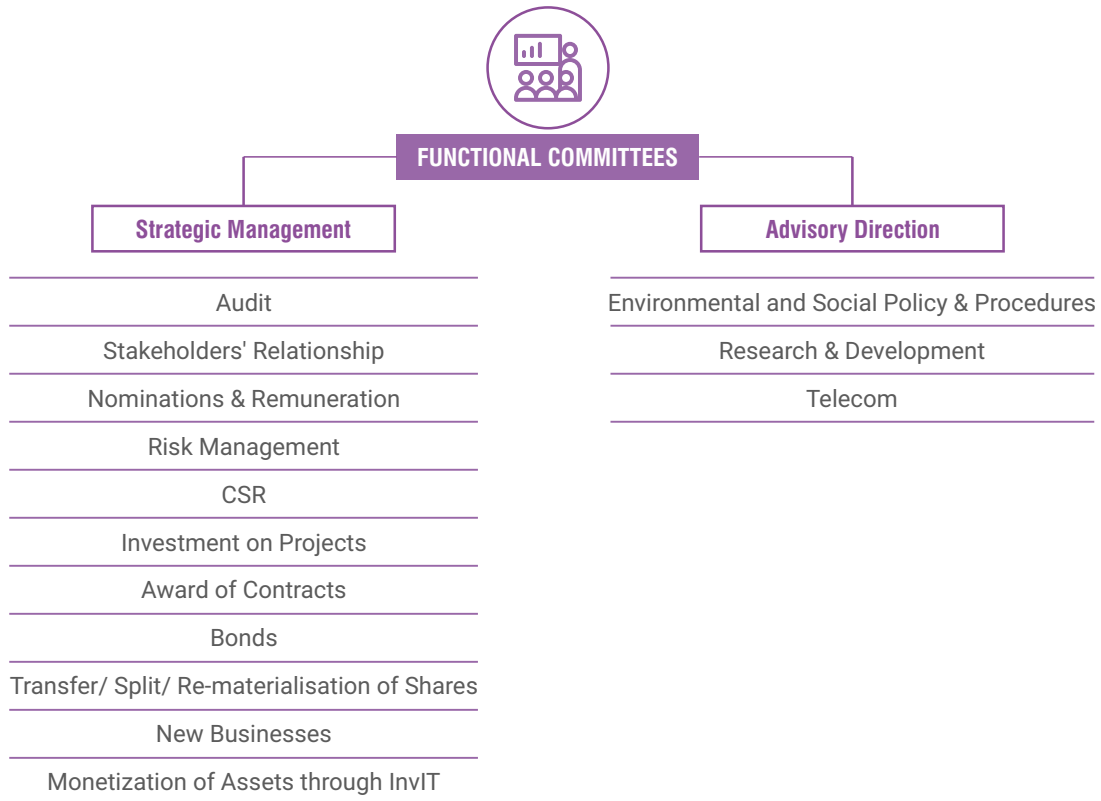 FUNCTIONAL COMMITTEES
Strategic Management
Audit
Stakeholders' Relationship
Nominations & Remuneration
Risk Management
CSR
Investment on Projects
Award of Contracts
Bonds
Transfer/ Split/ Re-materialisation of Shares
New Businesses
Monetization of Assets through InvIT
Advisory Direction
Environmental and Social Policy & Procedures
Research & Development
Telecom